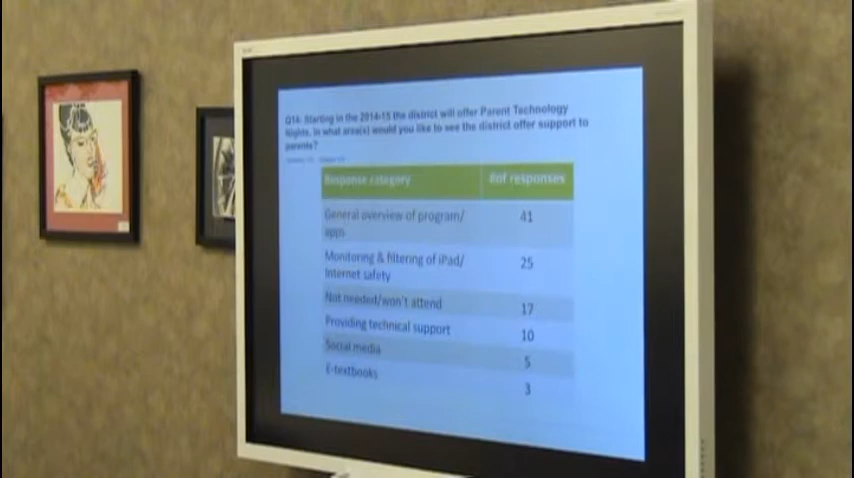 Q14: Starting in the 2014-15 the district will offer Parent Technology
Nights. In what area(s) would you like to see the district offer support to
parents?
Response category #of responses
General overview of program/ 41
apps
Monitoring & filtering of iPad/ 25
Internet safety
Not needed/won't attend 17
Providing technical support 10
Social media 5
E-textbooks 3